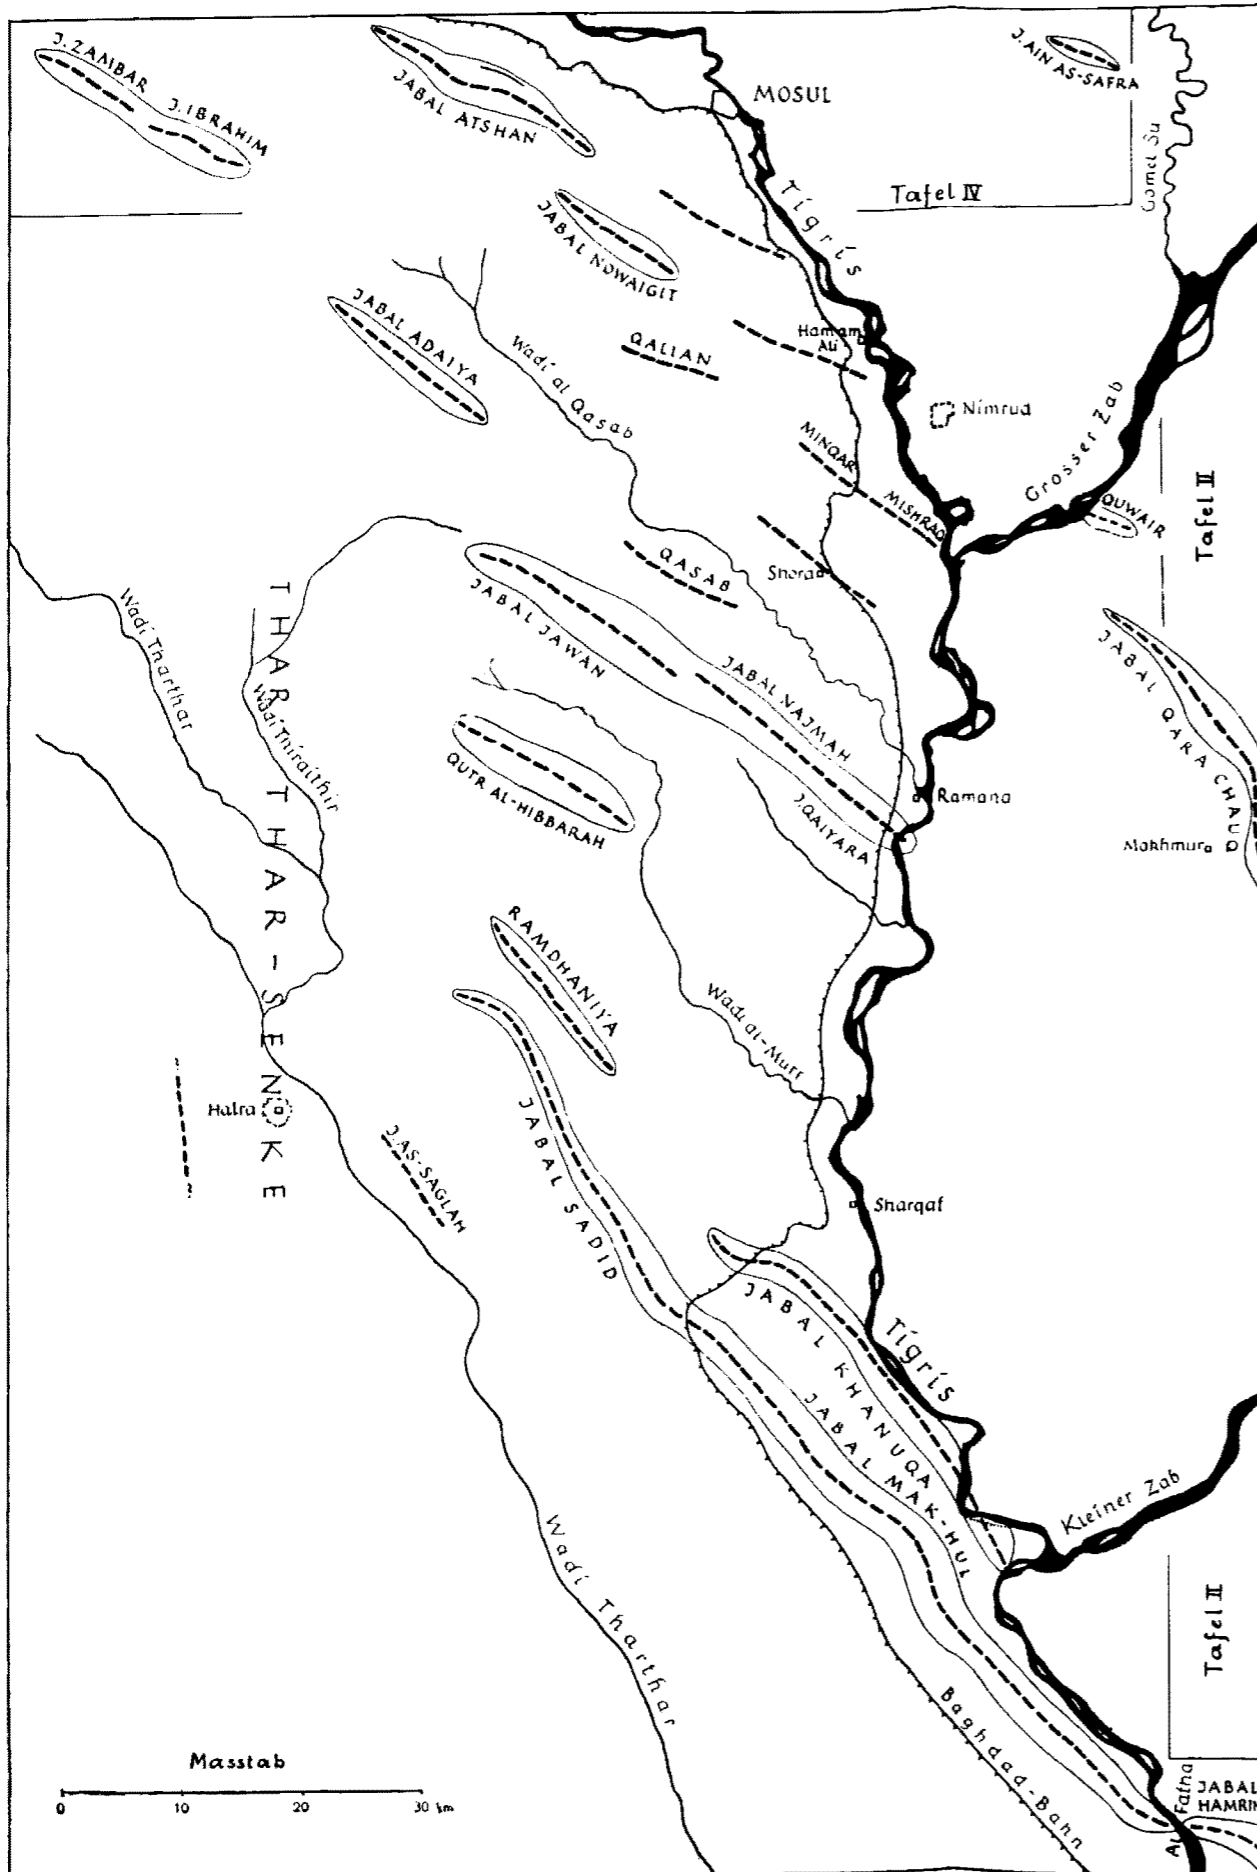 J. ZAMBAR
J. IBRAHIM
JABAL ATSHAN
MOSUL
J. AIN AS-SAFRA
Gomel Su
Tafel IV
Tigris
JABAL NOWAIGIT
JABAL ADAIYA
Wadi al Qasab
QALIAN
Hamam
Ali
Nimrud
Grosser Zab
MINQAR
MISHRAQ
QUWAIR
Tafel II
QASAB
Shora
JABAL JAWAN
JABAL NAJMAH
JABAL QARA CHAUQ
Wadi Tharthar
THARTHAR-SENKE
Wadi Thiraithir
QUTR AL-HIBBARAH
J. QAIYARA
Ramana
Makhmur
RAMDHANIYA
Wadi al-Murr
Hatra
J. AS-SAGLAH
JABAL SADID
Sharqat
JABAL KHANUQA
Tigris
JABAL MAK-HUL
Kleiner Zab
Wadi Tharthar
Tafel II
Baghdad-Bahn
Al Fatha
JABAL
HAMRIN
Masstab
0 10 20 30 km